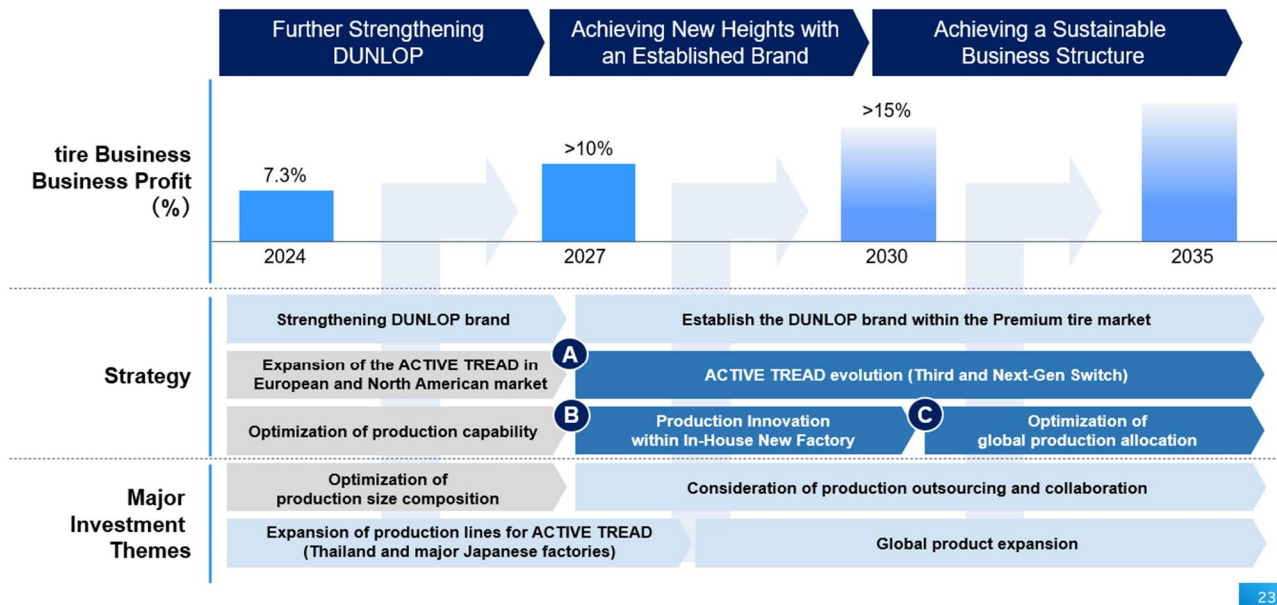 Further Strengthening
DUNLOP
Achieving New Heights with
an Established Brand
Achieving a Sustainable
Business Structure
tire Business
Business Profit
(%)
7.3%
>10%
>15%
2024
2027
2030
2035
Strategy
Strengthening DUNLOP brand
Establish the DUNLOP brand within the Premium tire market
Expansion of the ACTIVE TREAD in
European and North American market
A
ACTIVE TREAD evolution (Third and Next-Gen Switch)
Optimization of production capability
B
Production Innovation
within In-House New Factory
C
Optimization of
global production allocation
Major
Investment
Themes
Optimization of
production size composition
Consideration of production outsourcing and collaboration
Expansion of production lines for ACTIVE TREAD
(Thailand and major Japanese factories)
Global product expansion
23